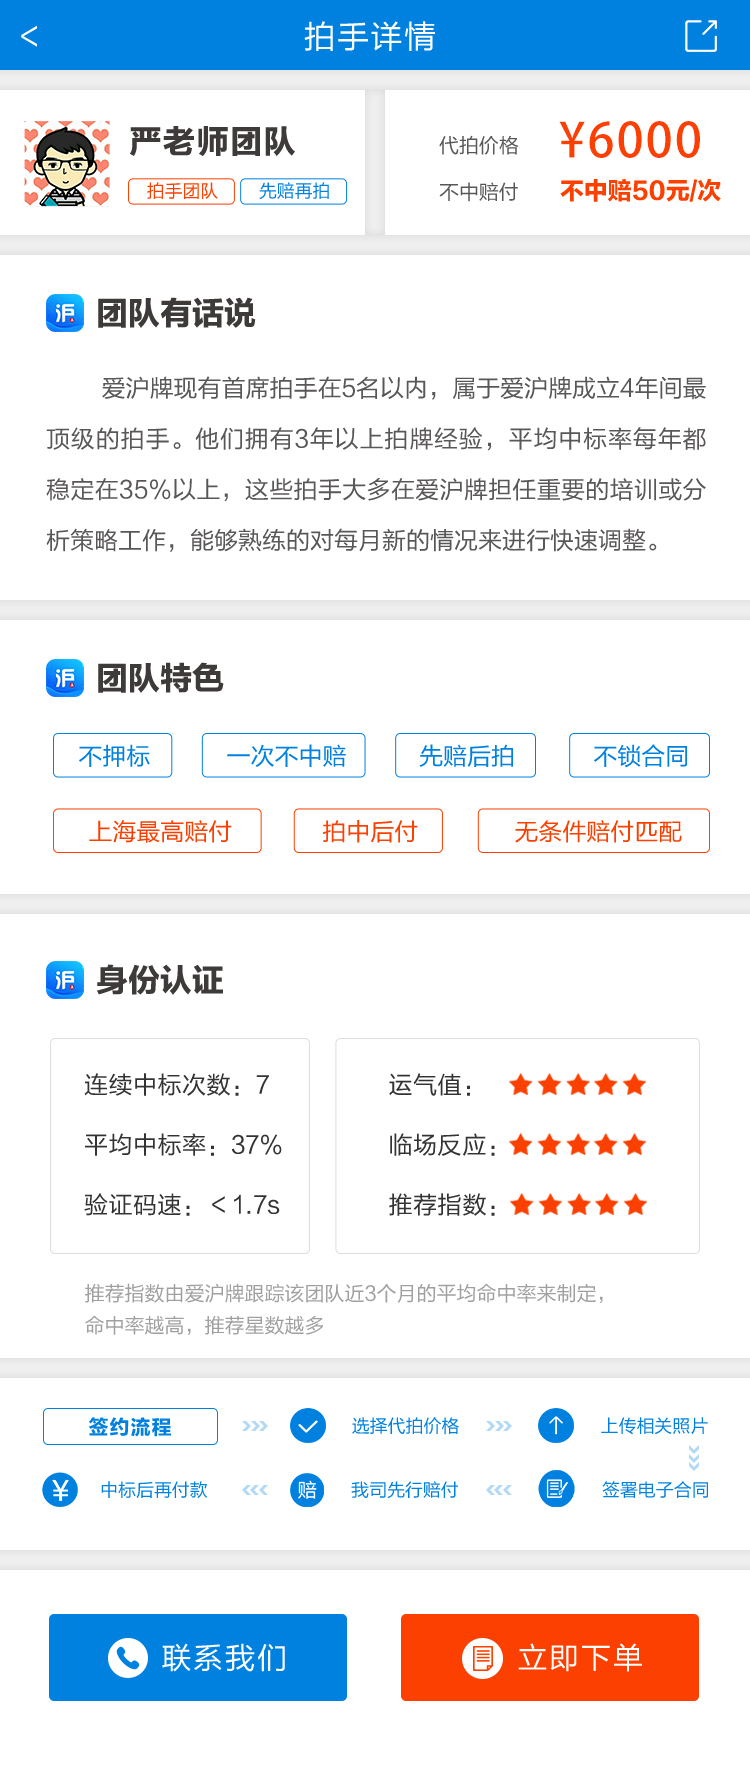 <
拍手详情
严老师团队
拍手团队 先赔再拍
代拍价格 ¥6000
不中赔付 不中赔50元/次
沪 团队有话说
爱沪牌现有首席拍手在5名以内，属于爱沪牌成立4年间最
顶级的拍手。他们拥有3年以上拍牌经验，平均中标率每年都
稳定在35%以上，这些拍手大多在爱沪牌担任重要的培训或分
析策略工作，能够熟练的对每月新的情况来进行快速调整。
沪 团队特色
不押标 一次不中赔 先赔后拍 不锁合同
上海最高赔付 拍中后付 无条件赔付匹配
沪 身份认证
连续中标次数：7
平均中标率：37%
验证码速：＜1.7s
运气值：★★★★★
临场反应：★★★★★
推荐指数：★★★★★
推荐指数由爱沪牌跟踪该团队近3个月的平均命中率来制定，
命中率越高，推荐星数越多
签约流程 》》》 选择代拍价格 》》》 上传相关照片
¥ 中标后再付款 《《《 赔 我司先行赔付 《《《 签署电子合同
联系我们 立即下单